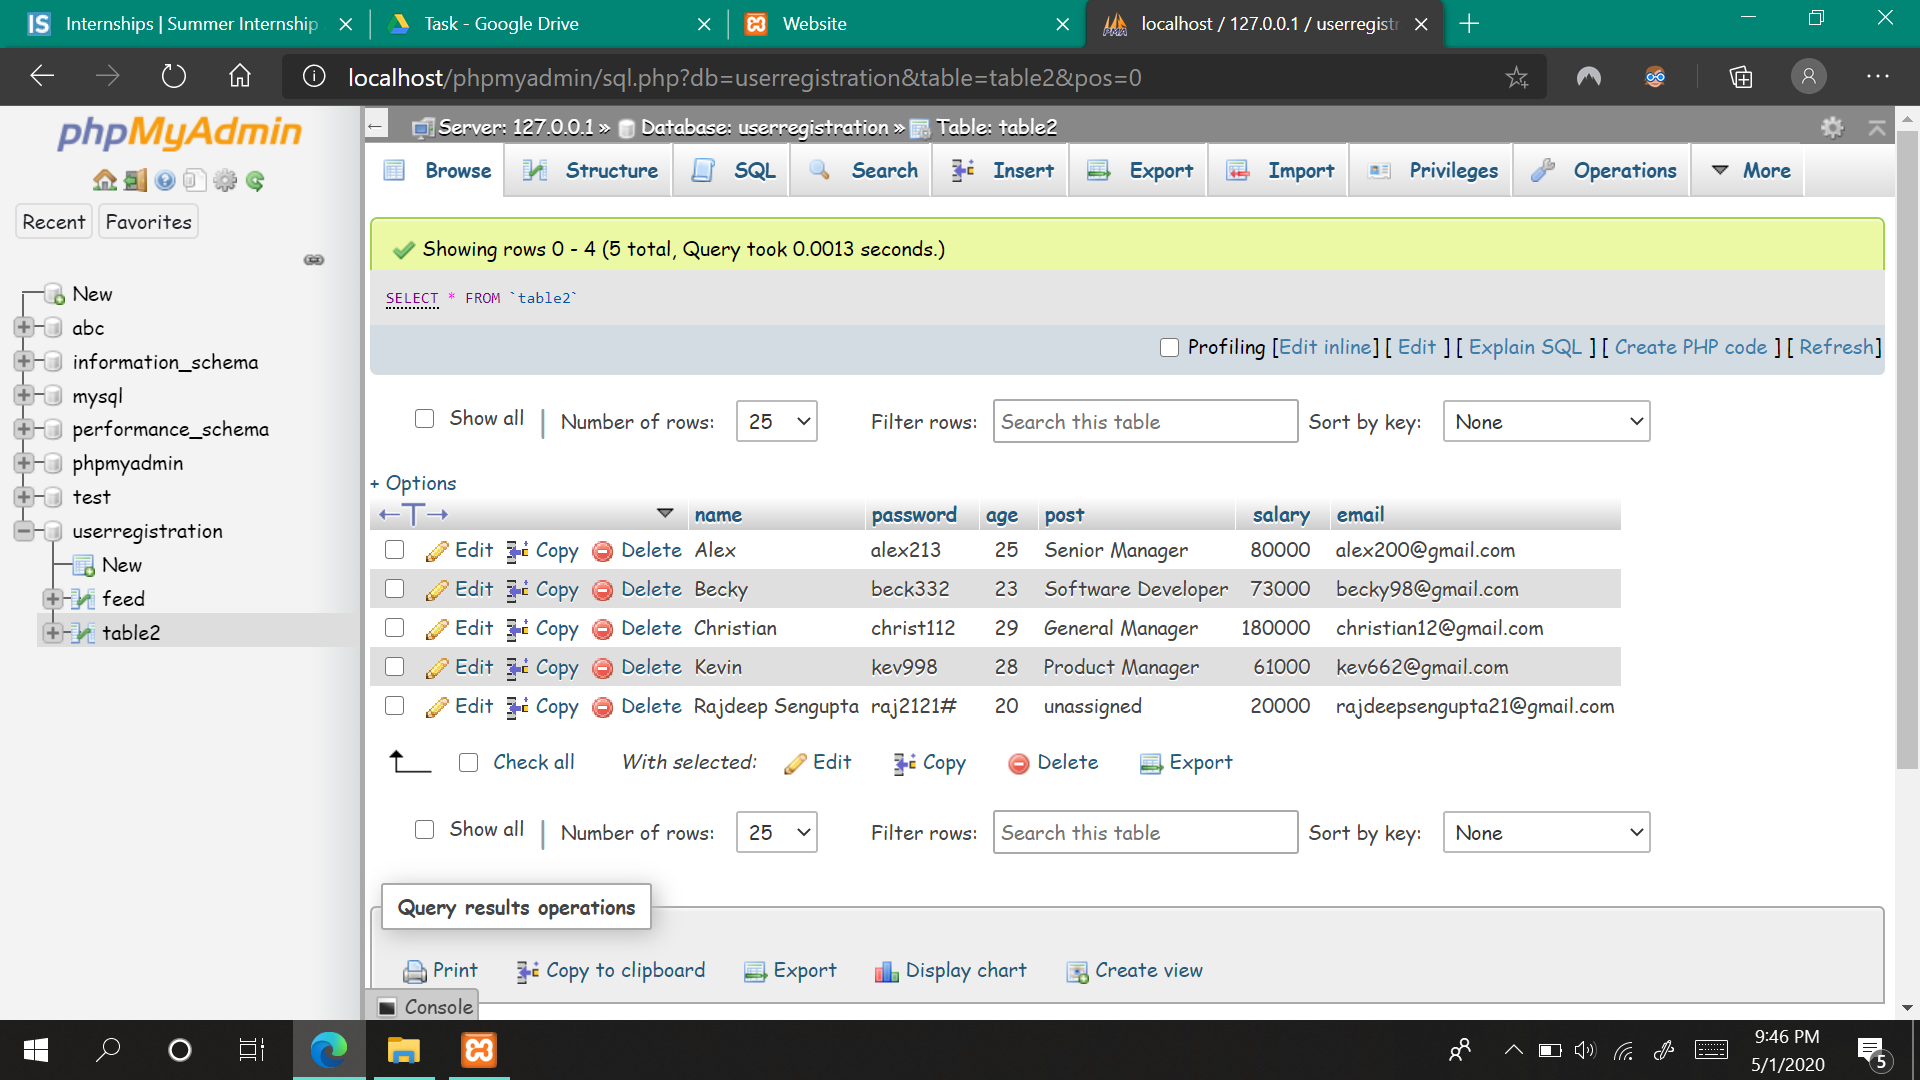 Internships | Summer Internship
Task - Google Drive
Website
localhost / 127.0.0.1 / userregistr
localhost/phpmyadmin/sql.php?db=userregistration&table=table2&pos=0
phpMyAdmin
Recent
Favorites
New
abc
information_schema
mysql
performance_schema
phpmyadmin
test
userregistration
New
feed
table2
Server: 127.0.0.1 » Database: userregistration » Table: table2
Browse Structure SQL Search Insert Export Import Privileges Operations More
Showing rows 0 - 4 (5 total, Query took 0.0013 seconds.)
SELECT * FROM `table2`
Profiling [Edit inline] [ Edit ] [ Explain SQL ] [ Create PHP code ] [ Refresh]
Show all | Number of rows: 25 Filter rows: Search this table Sort by key: None
+ Options
name password age post salary email
Edit Copy Delete Alex alex213 25 Senior Manager 80000 alex200@gmail.com
Edit Copy Delete Becky beck332 23 Software Developer 73000 becky98@gmail.com
Edit Copy Delete Christian christ112 29 General Manager 180000 christian12@gmail.com
Edit Copy Delete Kevin kev998 28 Product Manager 61000 kev662@gmail.com
Edit Copy Delete Rajdeep Sengupta raj2121# 20 unassigned 20000 rajdeepsengupta21@gmail.com
Check all With selected: Edit Copy Delete Export
Show all | Number of rows: 25 Filter rows: Search this table Sort by key: None
Query results operations
Print Copy to clipboard Export Display chart Create view
Console
9:46 PM
5/1/2020
5